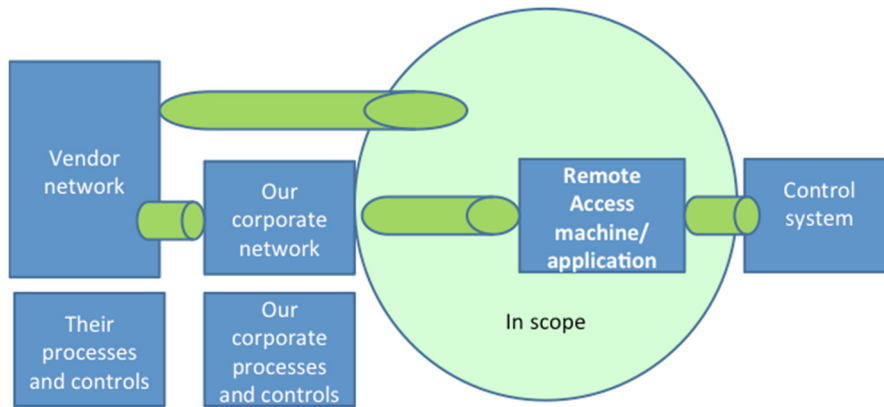 Vendor
network
Our
corporate
network
Remote
Access
machine/
application
Control
system
In scope
Their
processes
and controls
Our
corporate
processes
and controls